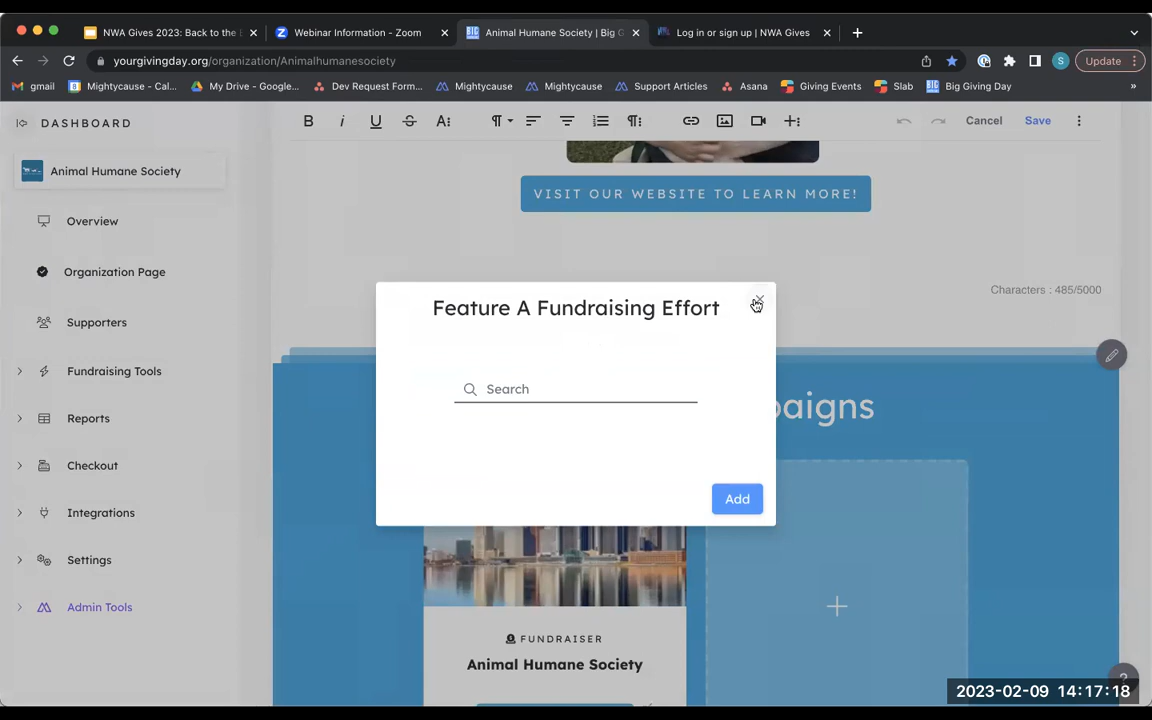 NWA Gives 2023: Back to the
Webinar Information - Zoom
Animal Humane Society | Big G
Log in or sign up | NWA Gives
yourgivingday.org/organization/Animalhumanesociety
S
Update
gmail
Mightycause - Cal...
My Drive - Google...
Dev Request Form...
Mightycause
Mightycause
Support Articles
Asana
Giving Events
Slab
Big Giving Day
»
DASHBOARD
B i U S A
Cancel
Save
Animal Humane Society
VISIT OUR WEBSITE TO LEARN MORE!
Overview
Organization Page
Characters : 485/5000
Feature A Fundraising Effort
Supporters
Fundraising Tools
Search
paigns
Reports
Checkout
Add
Integrations
Settings
Admin Tools
FUNDRAISER
Animal Humane Society
?
2023-02-09 14:17:18